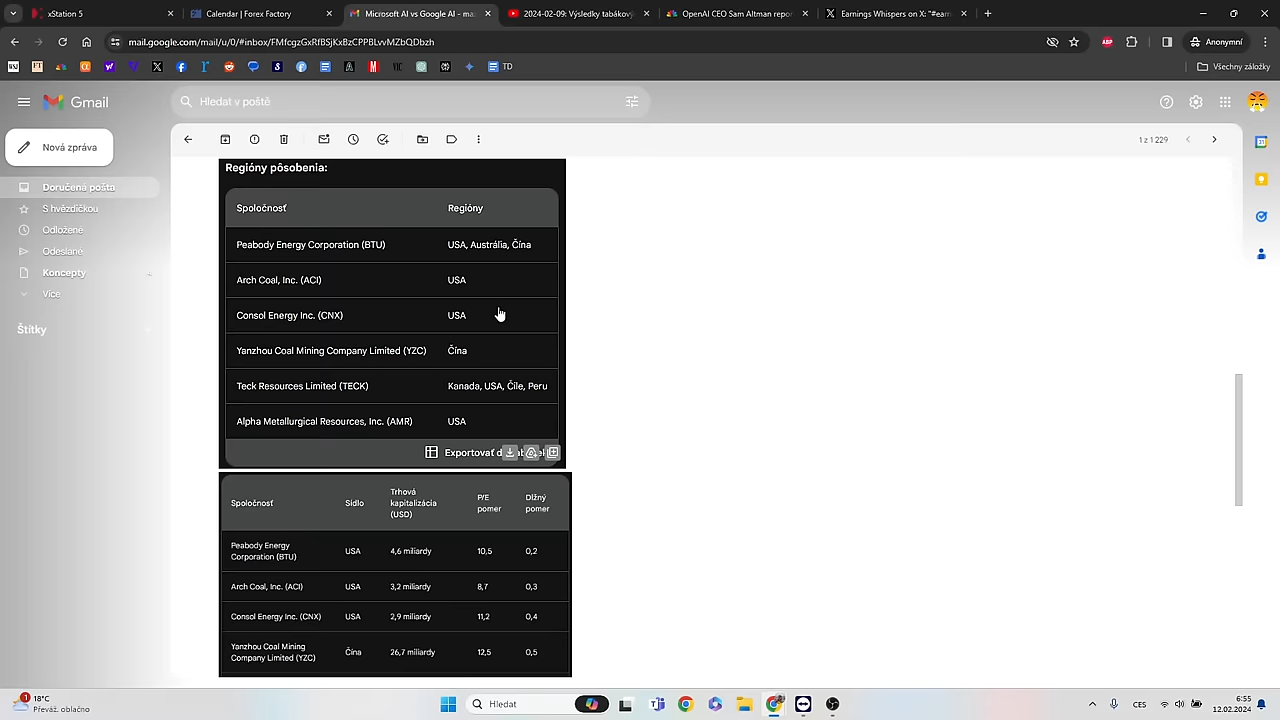 xStation 5
Calendar | Forex Factory
Microsoft AI vs Google AI - ma
2024-02-09: Výsledky tabákový
OpenAI CEO Sam Altman repor
Earnings Whispers on X: "#earn
mail.google.com/mail/u/0/#inbox/FMfcgzGxRfBSjKxBzCPPBLvvMZbQDbzh
Anonymní
TD
Všechny záložky
Gmail
Hledat v poště
Nová zpráva
1 z 1 229
Doručená pošta
S hvězdičkou
Odložené
Odeslané
Koncepty
Více
Štítky
Regióny pôsobenia:
Spoločnosť Regióny
Peabody Energy Corporation (BTU) USA, Austrália, Čína
Arch Coal, Inc. (ACI) USA
Consol Energy Inc. (CNX) USA
Yanzhou Coal Mining Company Limited (YZC) Čína
Teck Resources Limited (TECK) Kanada, USA, Čile, Peru
Alpha Metallurgical Resources, Inc. (AMR) USA
Exportovať
Spoločnosť Sídlo Trhová kapitalizácia (USD) P/E pomer Dlžný pomer
Peabody Energy Corporation (BTU) USA 4,6 miliardy 10,5 0,2
Arch Coal, Inc. (ACI) USA 3,2 miliardy 8,7 0,3
Consol Energy Inc. (CNX) USA 2,9 miliardy 11,2 0,4
Yanzhou Coal Mining Company Limited (YZC) Čína 26,7 miliardy 12,5 0,5
18°C
Převáž. oblačno
Hledat
CES
6:55
12.02.2024